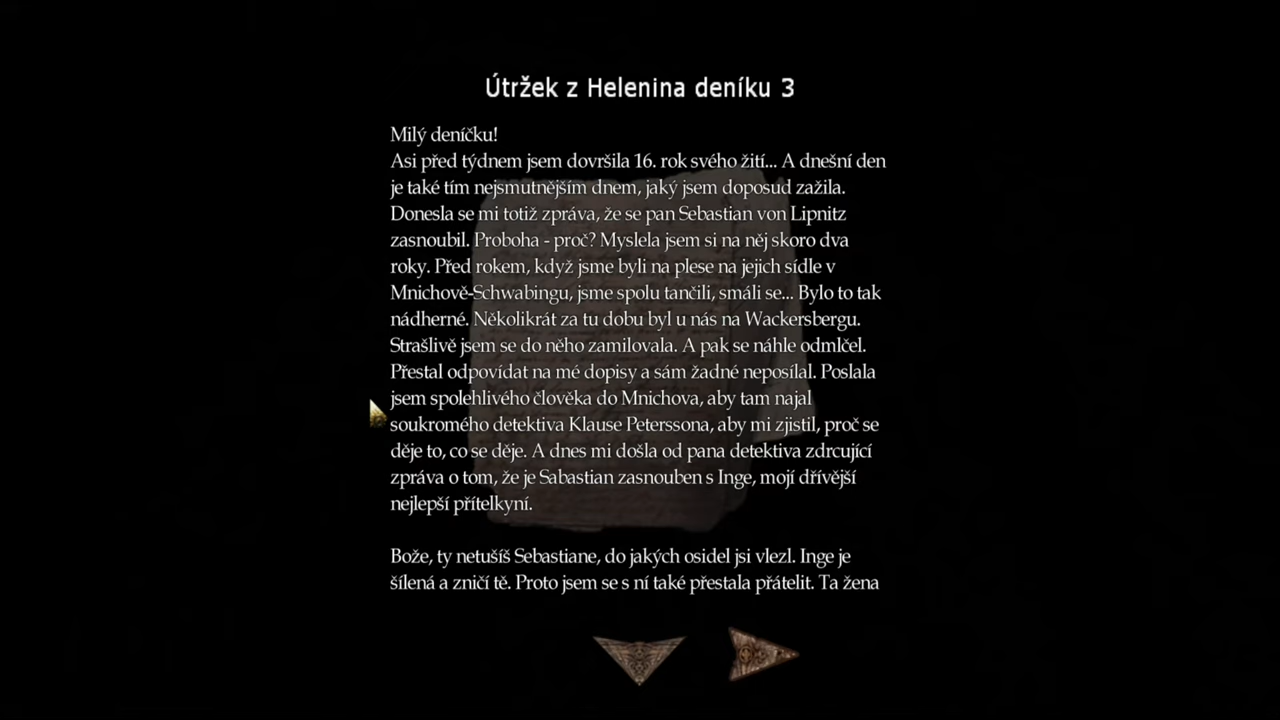 Útržek z Helenina deníku 3
Milý deníčku!
Asi před týdnem jsem dovršila 16. rok svého žití... A dnešní den
je také tím nejsmutnějším dnem, jaký jsem doposud zažila.
Donesla se mi totiž zpráva, že se pan Sebastian von Lipnitz
zasnoubil. Proboha - proč? Myslela jsem si na něj skoro dva
roky. Před rokem, když jsme byli na plese na jejich sídle v
Mnichově-Schwabingu, jsme spolu tančili, smáli se... Bylo to tak
nádherné. Několikrát za tu dobu byl u nás na Wackersbergu.
Strašlivě jsem se do něho zamilovala. A pak se náhle odmlčel.
Přestal odpovídat na mé dopisy a sám žadné neposílal. Poslala
jsem spolehlivého člověka do Mnichova, aby tam najal
soukromého detektiva Klause Peterssona, aby mi zjistil, proč se
děje to, co se děje. A dnes mi došla od pana detektiva zdrcující
zpráva o tom, že je Sabastian zasnouben s Inge, mojí dřívější
nejlepší přítelkyní.
Bože, ty netušíš Sebastiane, do jakých osidel jsi vlezl. Inge je
šílená a zničí tě. Proto jsem se s ní také přestala přátelit. Ta žena